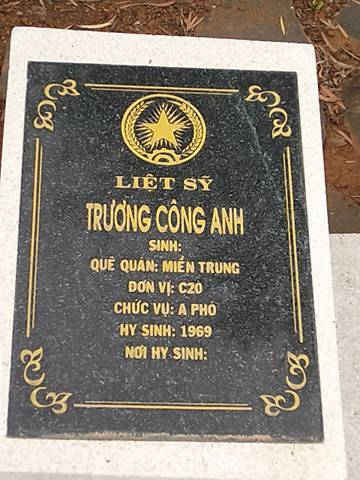 LIỆT SỸ
TRƯƠNG CÔNG ANH
SINH:
QUÊ QUÁN: MIỀN TRUNG
ĐƠN VỊ: C20
CHỨC VỤ: A PHÓ
HY SINH: 1969
NƠI HY SINH: